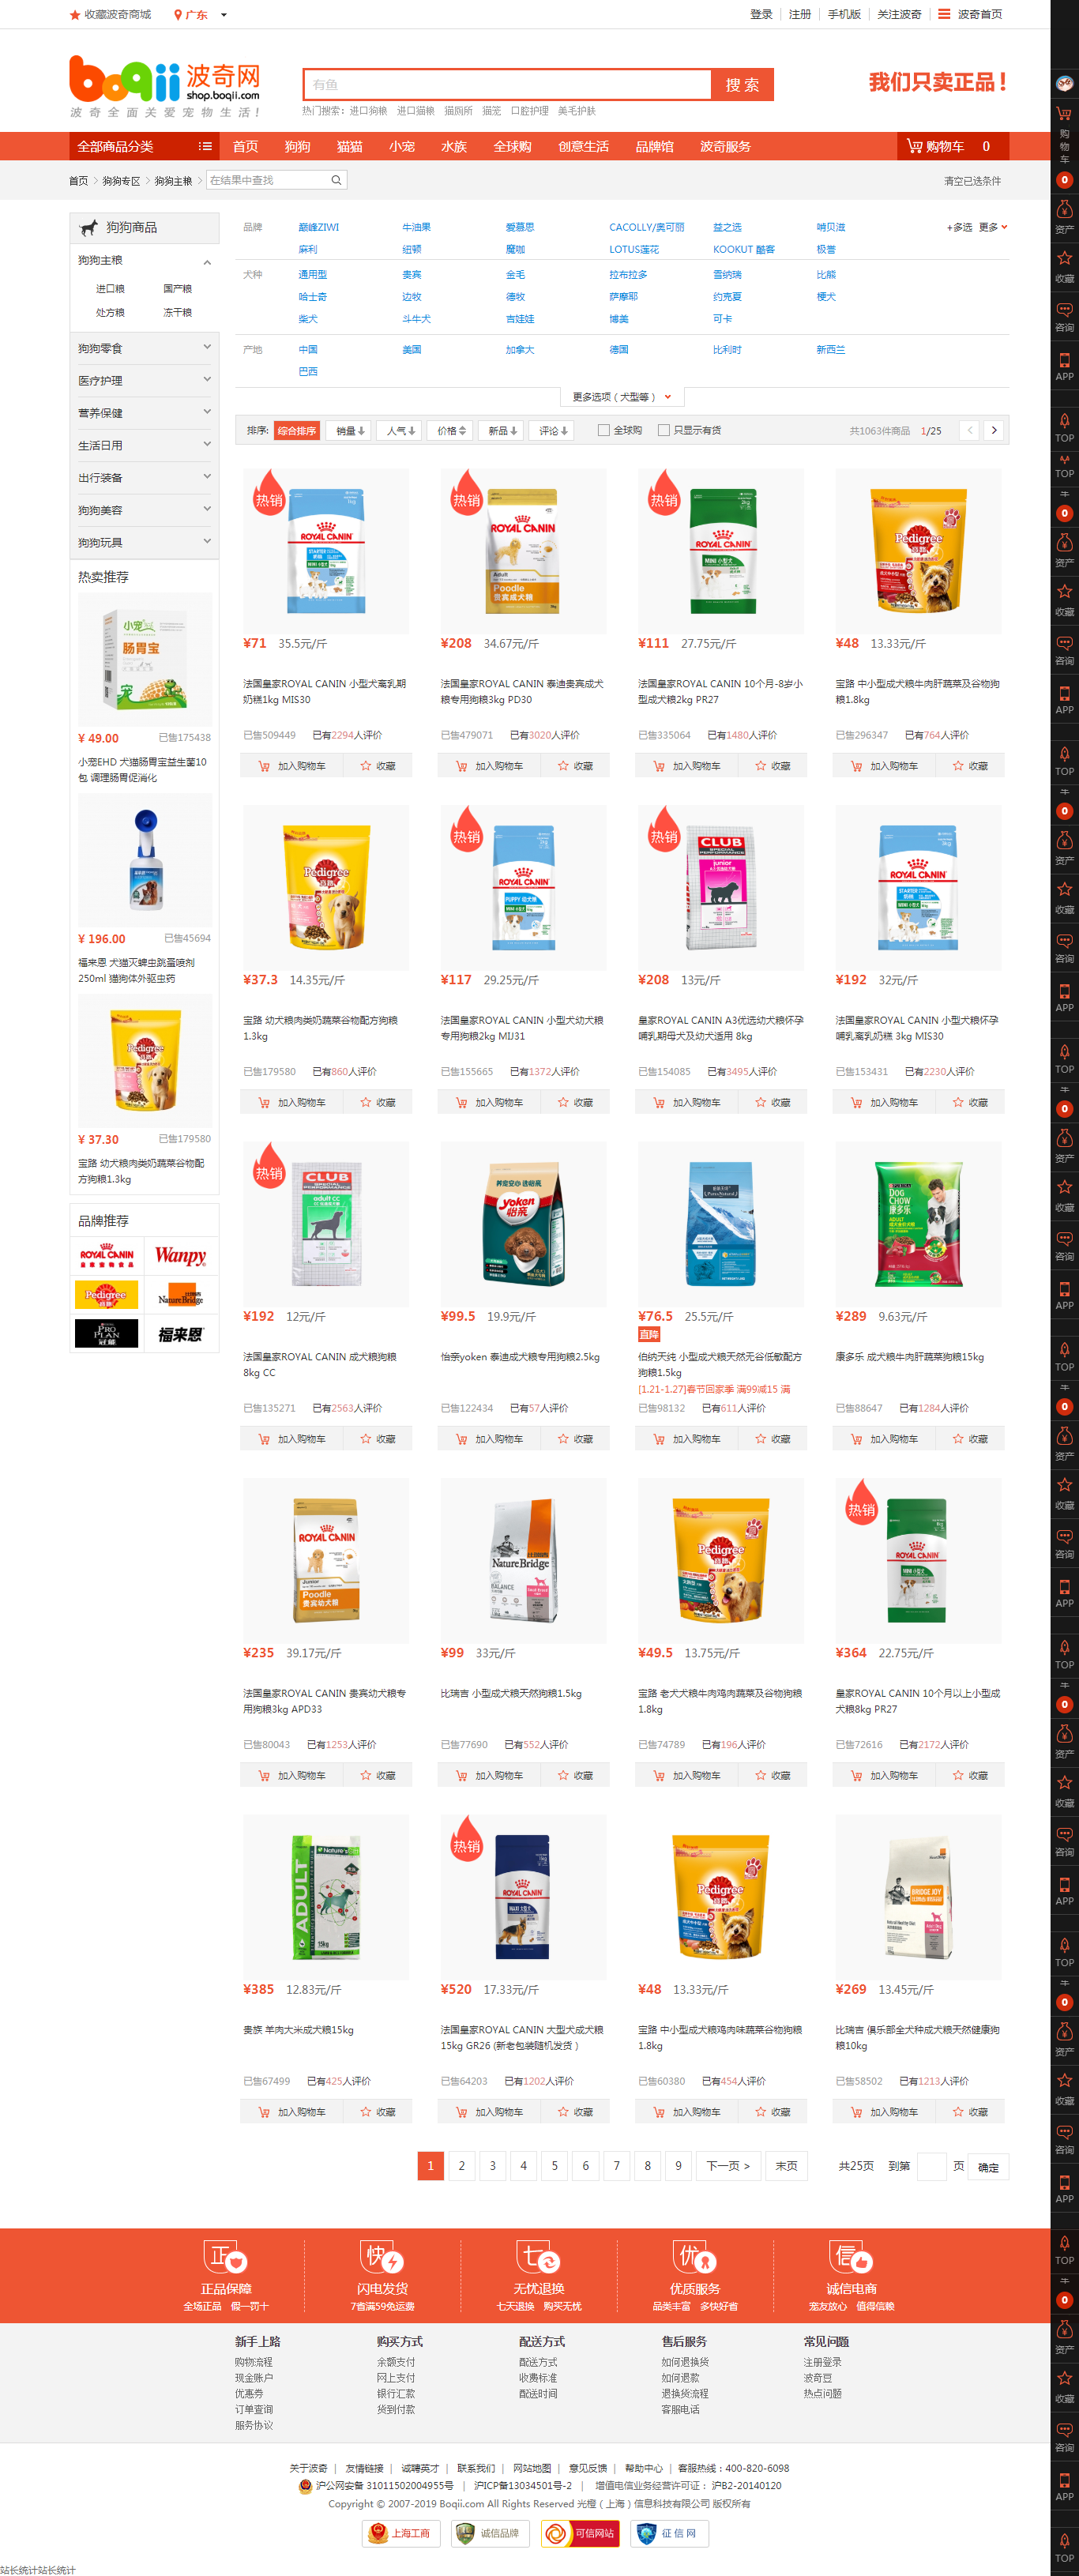 收藏波奇商城 广东
登录 注册 手机版 关注波奇 波奇首页
boqii 波奇网
shop.boqii.com
波奇全面关爱宠物生活！
有鱼 搜 索
热门搜索：进口狗粮 进口猫粮 猫厕所 猫笼 口腔护理 美毛护肤
我们只卖正品！
全部商品分类 首页 狗狗 猫猫 小宠 水族 全球购 创意生活 品牌馆 波奇服务 购物车 0
首页 > 狗狗专区 > 狗狗主粮 > 在结果中查找 清空已选条件
狗狗商品
狗狗主粮
进口粮 国产粮
处方粮 冻干粮
狗狗零食
医疗护理
营养保健
生活日用
出行装备
狗狗美容
狗狗玩具
热卖推荐
¥ 49.00 已售175438
小宠EHD 犬猫肠胃宝益生菌10
包 调理肠胃促消化
¥ 196.00 已售45694
福来恩 犬猫灭蜱虫跳蚤喷剂
250ml 猫狗体外驱虫药
¥ 37.30 已售179580
宝路 幼犬粮肉类奶蔬菜谷物配
方狗粮1.3kg
品牌推荐
ROYAL CANIN Wanpy
Pedigree NatureBridge
PRO PLAN 冠能 福来恩
品牌 巅峰ZIWI 牛油果 爱慕思 CACOLLY/奥可丽 益之选 哨贝滋 +多选 更多
麻利 纽顿 魔珈 LOTUS莲花 KOOKUT 酷客 极誉
犬种 通用型 贵宾 金毛 拉布拉多 雪纳瑞 比熊
哈士奇 边牧 德牧 萨摩耶 约克夏 梗犬
柴犬 斗牛犬 吉娃娃 博美 可卡
产地 中国 美国 加拿大 德国 比利时 新西兰
巴西
更多选项（犬型等）
排序: 综合排序 销量 人气 价格 新品 评论 全球购 只显示有货 共1063件商品 1/25
热销 热销 热销
¥71 35.5元/斤 ¥208 34.67元/斤 ¥111 27.75元/斤 ¥48 13.33元/斤
法国皇家ROYAL CANIN 小型犬离乳期 法国皇家ROYAL CANIN 泰迪贵宾成犬 法国皇家ROYAL CANIN 10个月-8岁小 宝路 中小型成犬粮牛肉肝蔬菜及谷物狗
奶糕1kg MIS30 粮专用狗粮3kg PD30 型成犬粮2kg PR27 粮1.8kg
已售509449 已有2294人评价 已售479071 已有3020人评价 已售335064 已有1480人评价 已售296347 已有764人评价
加入购物车 收藏 加入购物车 收藏 加入购物车 收藏 加入购物车 收藏
热销 热销
¥37.3 14.35元/斤 ¥117 29.25元/斤 ¥208 13元/斤 ¥192 32元/斤
宝路 幼犬粮肉类奶蔬菜谷物配方狗粮 法国皇家ROYAL CANIN 小型犬幼犬粮 皇家ROYAL CANIN A3优选幼犬粮怀孕 法国皇家ROYAL CANIN 小型犬粮怀孕
1.3kg 专用狗粮2kg MIJ31 哺乳期母犬及幼犬适用 8kg 哺乳离乳奶糕 3kg MIS30
已售179580 已有860人评价 已售155665 已有1372人评价 已售154085 已有3495人评价 已售153431 已有2230人评价
加入购物车 收藏 加入购物车 收藏 加入购物车 收藏 加入购物车 收藏
热销
¥192 12元/斤 ¥99.5 19.9元/斤 ¥76.5 25.5元/斤 ¥289 9.63元/斤
直降
法国皇家ROYAL CANIN 成犬粮狗粮 怡亲yoken 泰迪成犬粮专用狗粮2.5kg 伯纳天纯 小型成犬粮天然无谷低敏配方 康多乐 成犬粮牛肉肝蔬菜狗粮15kg
8kg CC 狗粮1.5kg
[1.21-1.27]春节回家季 满99减15 满
已售135271 已有2563人评价 已售122434 已有57人评价 已售98132 已有611人评价 已售88647 已有1284人评价
加入购物车 收藏 加入购物车 收藏 加入购物车 收藏 加入购物车 收藏
热销
¥235 39.17元/斤 ¥99 33元/斤 ¥49.5 13.75元/斤 ¥364 22.75元/斤
法国皇家ROYAL CANIN 贵宾幼犬粮专 比瑞吉 小型成犬粮天然狗粮1.5kg 宝路 老犬犬粮牛肉鸡肉蔬菜及谷物狗粮 皇家ROYAL CANIN 10个月以上小型成
用狗粮3kg APD33 1.8kg 犬粮8kg PR27
已售80043 已有1253人评价 已售77690 已有552人评价 已售74789 已有196人评价 已售72616 已有2172人评价
加入购物车 收藏 加入购物车 收藏 加入购物车 收藏 加入购物车 收藏
热销
¥385 12.83元/斤 ¥520 17.33元/斤 ¥48 13.33元/斤 ¥269 13.45元/斤
贵族 羊肉大米成犬粮15kg 法国皇家ROYAL CANIN 大型犬成犬粮 宝路 中小型成犬粮鸡肉味蔬菜谷物狗粮 比瑞吉 俱乐部全犬种成犬粮天然健康狗
15kg GR26 (新老包装随机发货） 1.8kg 粮10kg
已售67499 已有425人评价 已售64203 已有1202人评价 已售60380 已有454人评价 已售58502 已有1213人评价
加入购物车 收藏 加入购物车 收藏 加入购物车 收藏 加入购物车 收藏
1 2 3 4 5 6 7 8 9 下一页 > 末页 共25页 到第 页 确定
正 快 七 优 信
正品保障 闪电发货 无忧退换 优质服务 诚信电商
全场正品 假一罚十 7省满59免运费 七天退换 购买无忧 品类丰富 多快好省 宠友放心 值得信赖
新手上路 购买方式 配送方式 售后服务 常见问题
购物流程 余额支付 配送方式 如何退换货 注册登录
现金账户 网上支付 收费标准 如何退款 波奇豆
优惠券 银行汇款 配送时间 退换货流程 热点问题
订单查询 货到付款 客服电话
服务协议
关于波奇 | 友情链接 | 诚聘英才 | 联系我们 | 网站地图 | 意见反馈 | 帮助中心 | 客服热线：400-820-6098
沪公网安备 31011502004955号 | 沪ICP备13034501号-2 | 增值电信业务经营许可证： 沪B2-20140120
Copyright © 2007-2019 Boqii.com All Rights Reserved 光橙（上海）信息科技有限公司 版权所有
上海工商 诚信品牌 可信网站 征信网
站长统计站长统计
购物车
0
资产
收藏
咨询
APP
TOP